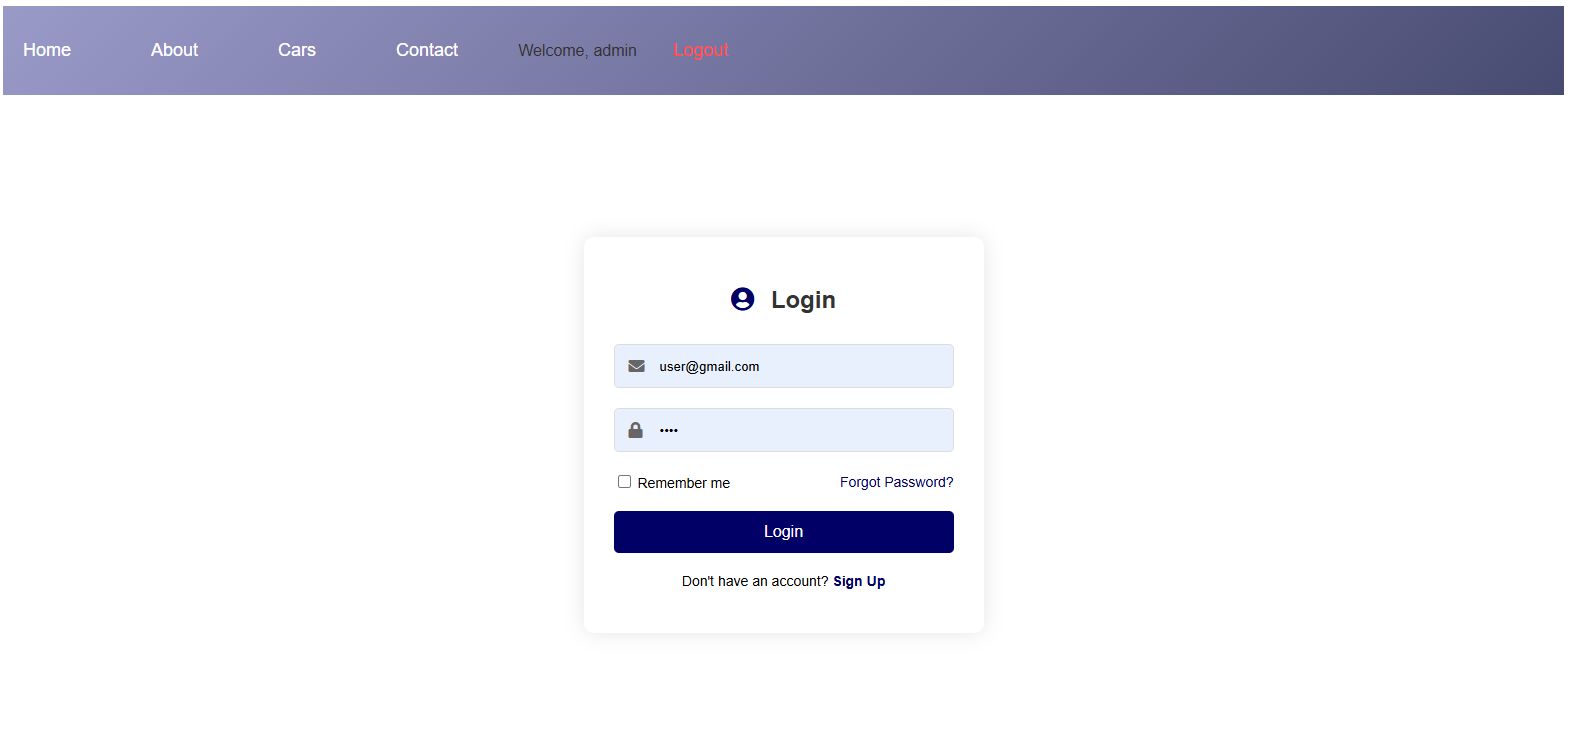 Home About Cars Contact Welcome, admin Logout
Login
user@gmail.com
••••
Remember me Forgot Password?
Login
Don't have an account? Sign Up